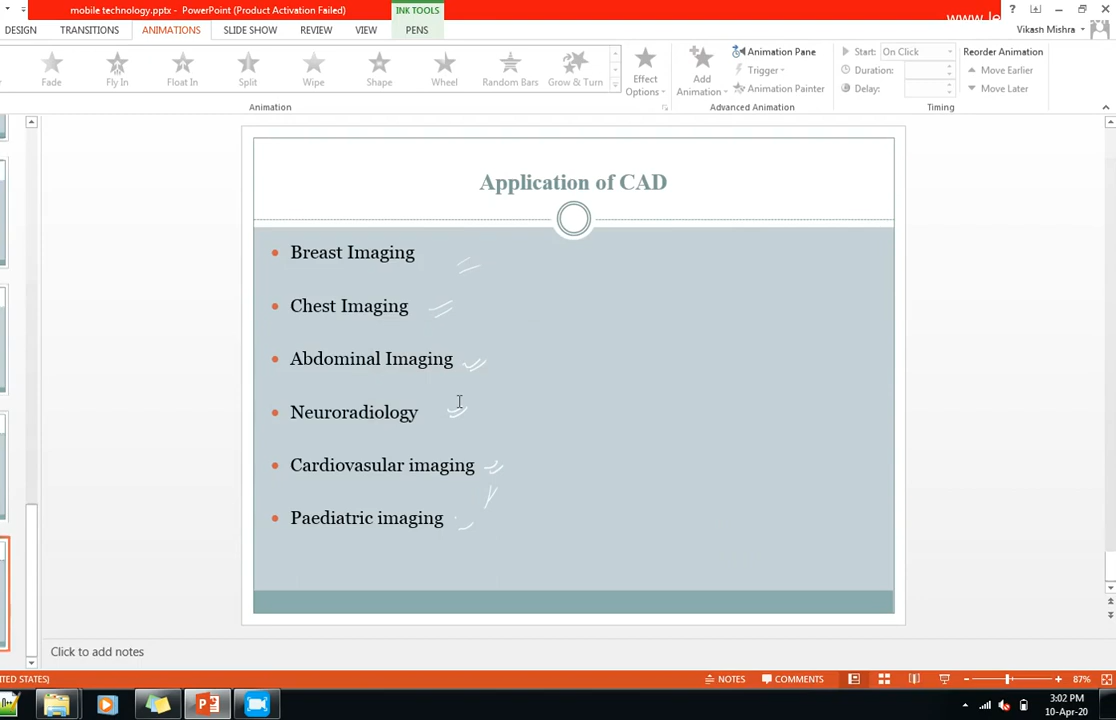 mobile technology.pptx - PowerPoint (Product Activation Failed)
INK TOOLS
www.le
?
DESIGN TRANSITIONS ANIMATIONS SLIDE SHOW REVIEW VIEW PENS
Vikash Mishra
Fade Fly In Float In Split Wipe Shape Wheel Random Bars Grow & Turn
Effect Options
Add Animation
Animation Pane
Trigger
Animation Painter
Start: On Click
Duration:
Delay:
Reorder Animation
Move Earlier
Move Later
Animation Advanced Animation Timing
Application of CAD
• Breast Imaging
• Chest Imaging
• Abdominal Imaging
• Neuroradiology
• Cardiovasular imaging
• Paediatric imaging
Click to add notes
ITED STATES) NOTES COMMENTS 87%
3:02 PM
10-Apr-20